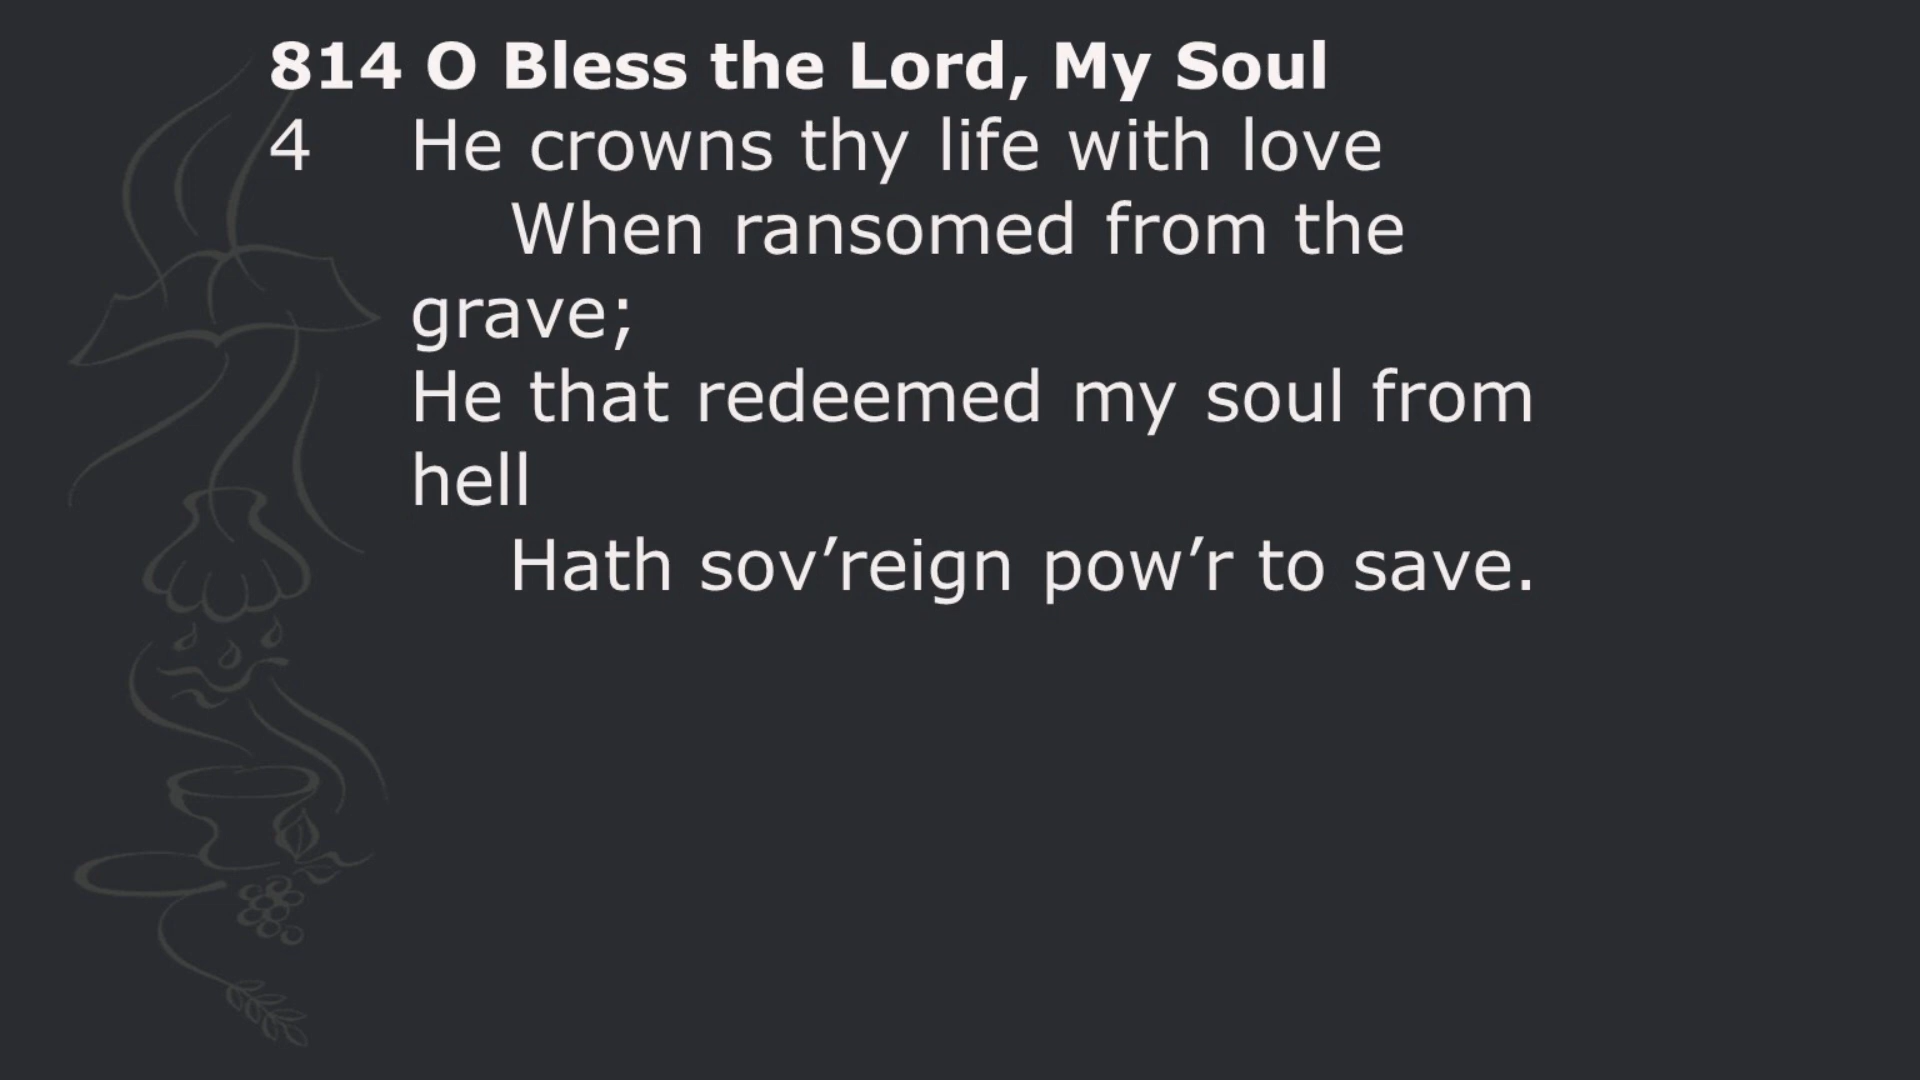 814 O Bless the Lord, My Soul
4 He crowns thy life with love
When ransomed from the
grave;
He that redeemed my soul from
hell
Hath sov’reign pow’r to save.